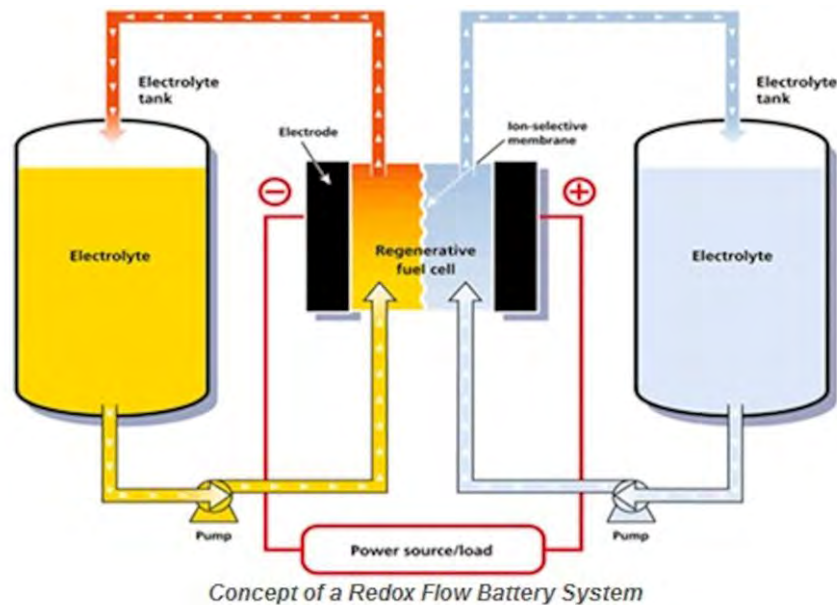 Electrolyte
tank
Electrolyte
tank
Electrode
Ion-selective
membrane
−
+
Electrolyte
Regenerative
fuel cell
Electrolyte
Pump
Pump
Power source/load
Concept of a Redox Flow Battery System